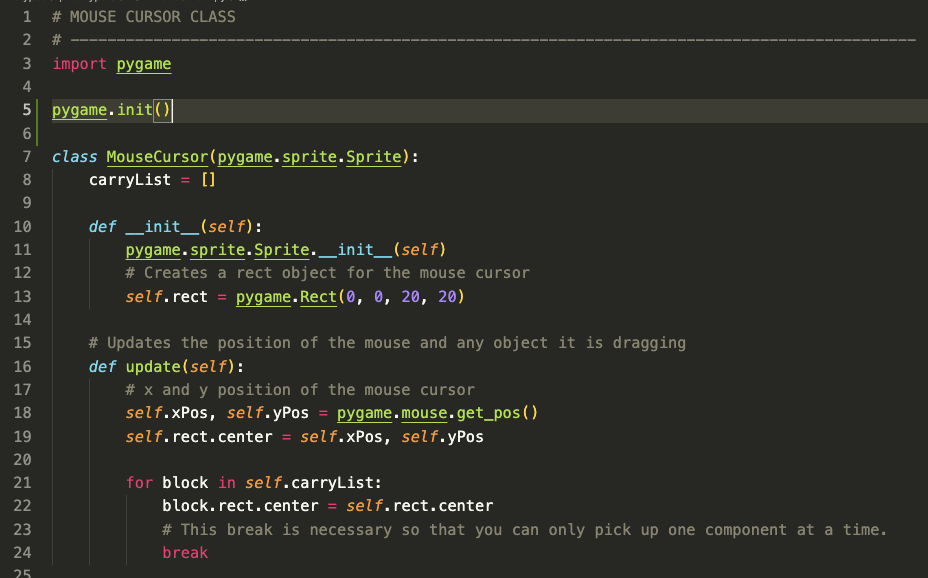 1 # MOUSE CURSOR CLASS
2 # --------------------------------------------------------------------------------------------
3 import pygame
4
5 pygame.init()
6
7 class MouseCursor(pygame.sprite.Sprite):
8     carryList = []
9
10     def __init__(self):
11         pygame.sprite.Sprite.__init__(self)
12         # Creates a rect object for the mouse cursor
13         self.rect = pygame.Rect(0, 0, 20, 20)
14
15     # Updates the position of the mouse and any object it is dragging
16     def update(self):
17         # x and y position of the mouse cursor
18         self.xPos, self.yPos = pygame.mouse.get_pos()
19         self.rect.center = self.xPos, self.yPos
20
21         for block in self.carryList:
22             block.rect.center = self.rect.center
23             # This break is necessary so that you can only pick up one component at a time.
24             break
25